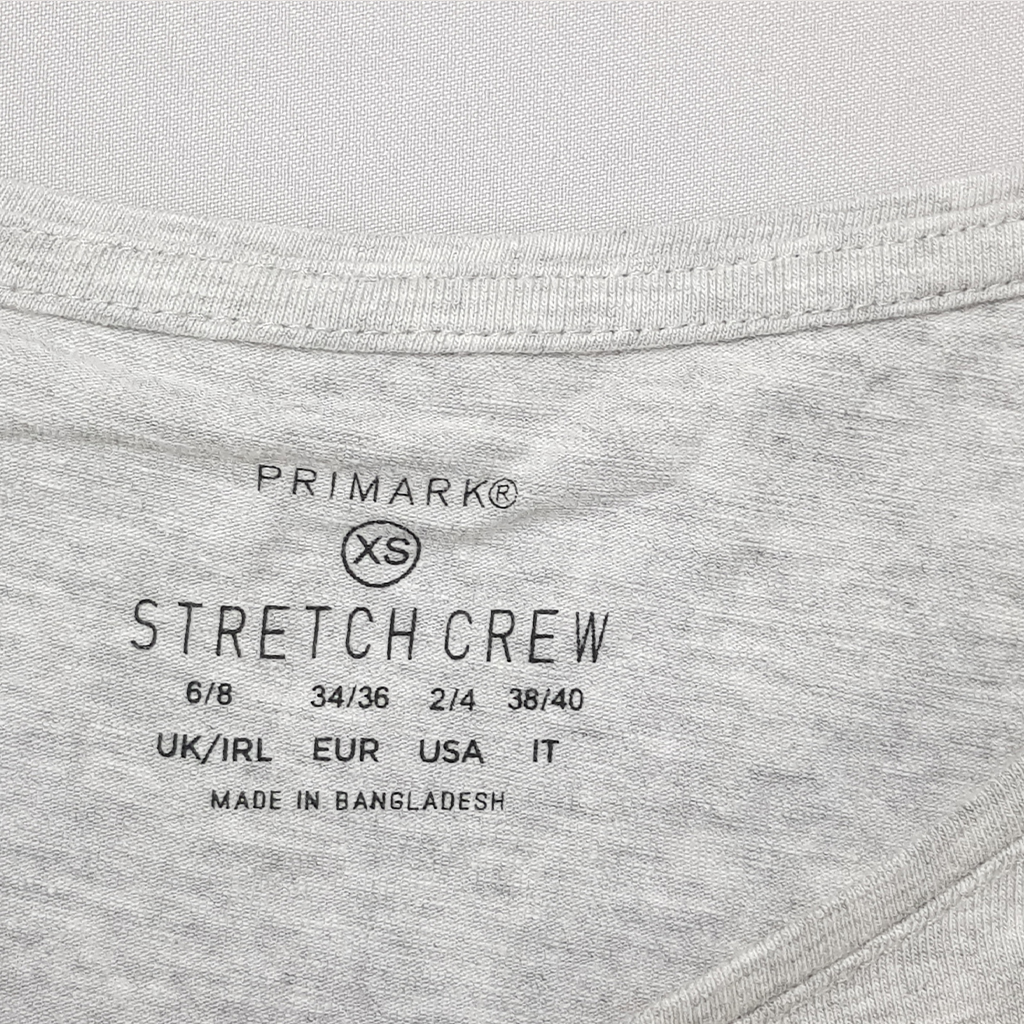 PRIMARK®
XS
STRETCH CREW
6/8 34/36 2/4 38/40
UK/IRL EUR USA IT
MADE IN BANGLADESH